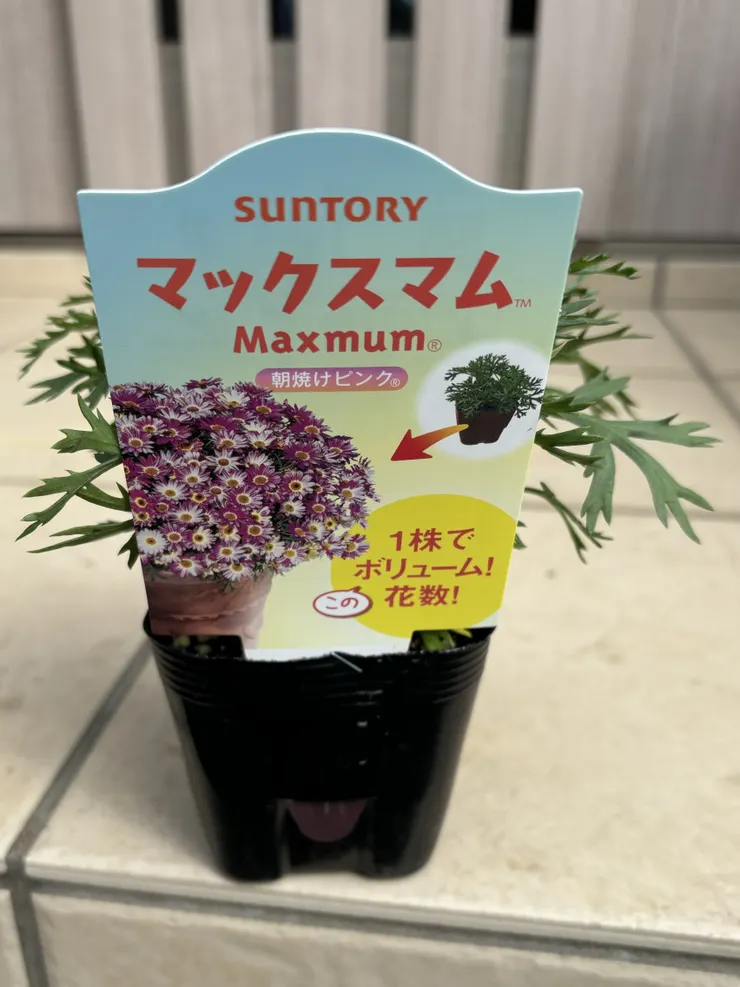 SUNTORY
マックスマム™
Maxmum®
朝焼けピンク®
1株で
ボリューム!
この 花数!